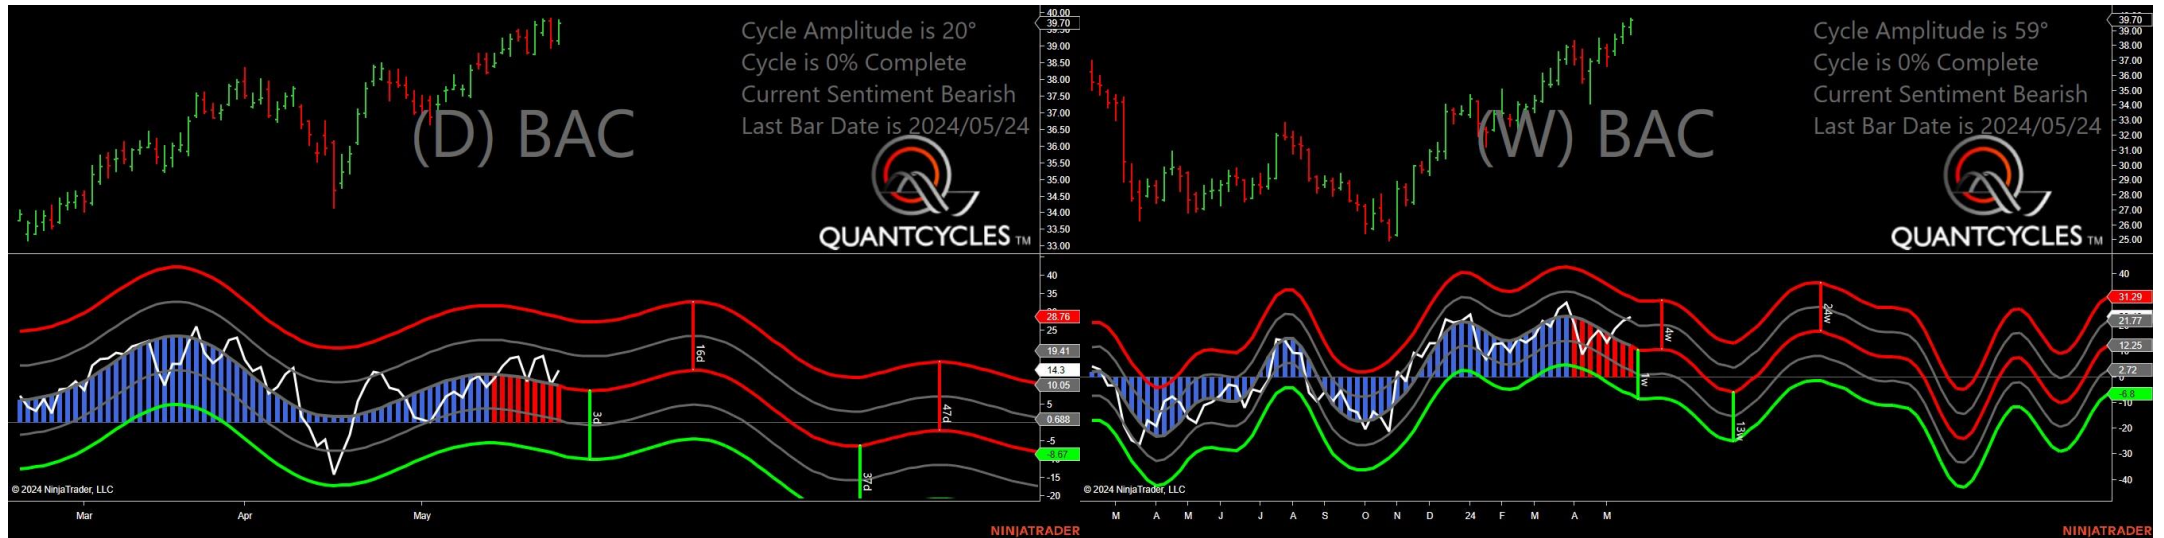 Cycle Amplitude is 20°
Cycle is 0% Complete
Current Sentiment Bearish
Last Bar Date is 2024/05/24
(D) BAC
QUANTCYCLES TM
40.00
39.70
39.00
38.50
38.00
37.50
37.00
36.50
36.00
35.50
35.00
34.50
34.00
33.50
33.00
40
35
28.76
25
19.41
14.3
10.05
5
0.688
-5
-8.67
-15
-20
16d
3d
47d
37d
© 2024 NinjaTrader, LLC
Mar Apr May
NINJATRADER
Cycle Amplitude is 59°
Cycle is 0% Complete
Current Sentiment Bearish
Last Bar Date is 2024/05/24
(W) BAC
QUANTCYCLES TM
39.70
39.00
38.00
37.00
36.00
35.00
34.00
33.00
32.00
31.00
30.00
29.00
28.00
27.00
26.00
25.00
40
31.29
21.77
12.25
2.72
-6.8
-10
-20
-30
-40
4w
24w
1w
13w
© 2024 NinjaTrader, LLC
M A M J J A S O N D 24 F M A M
NINJATRADER